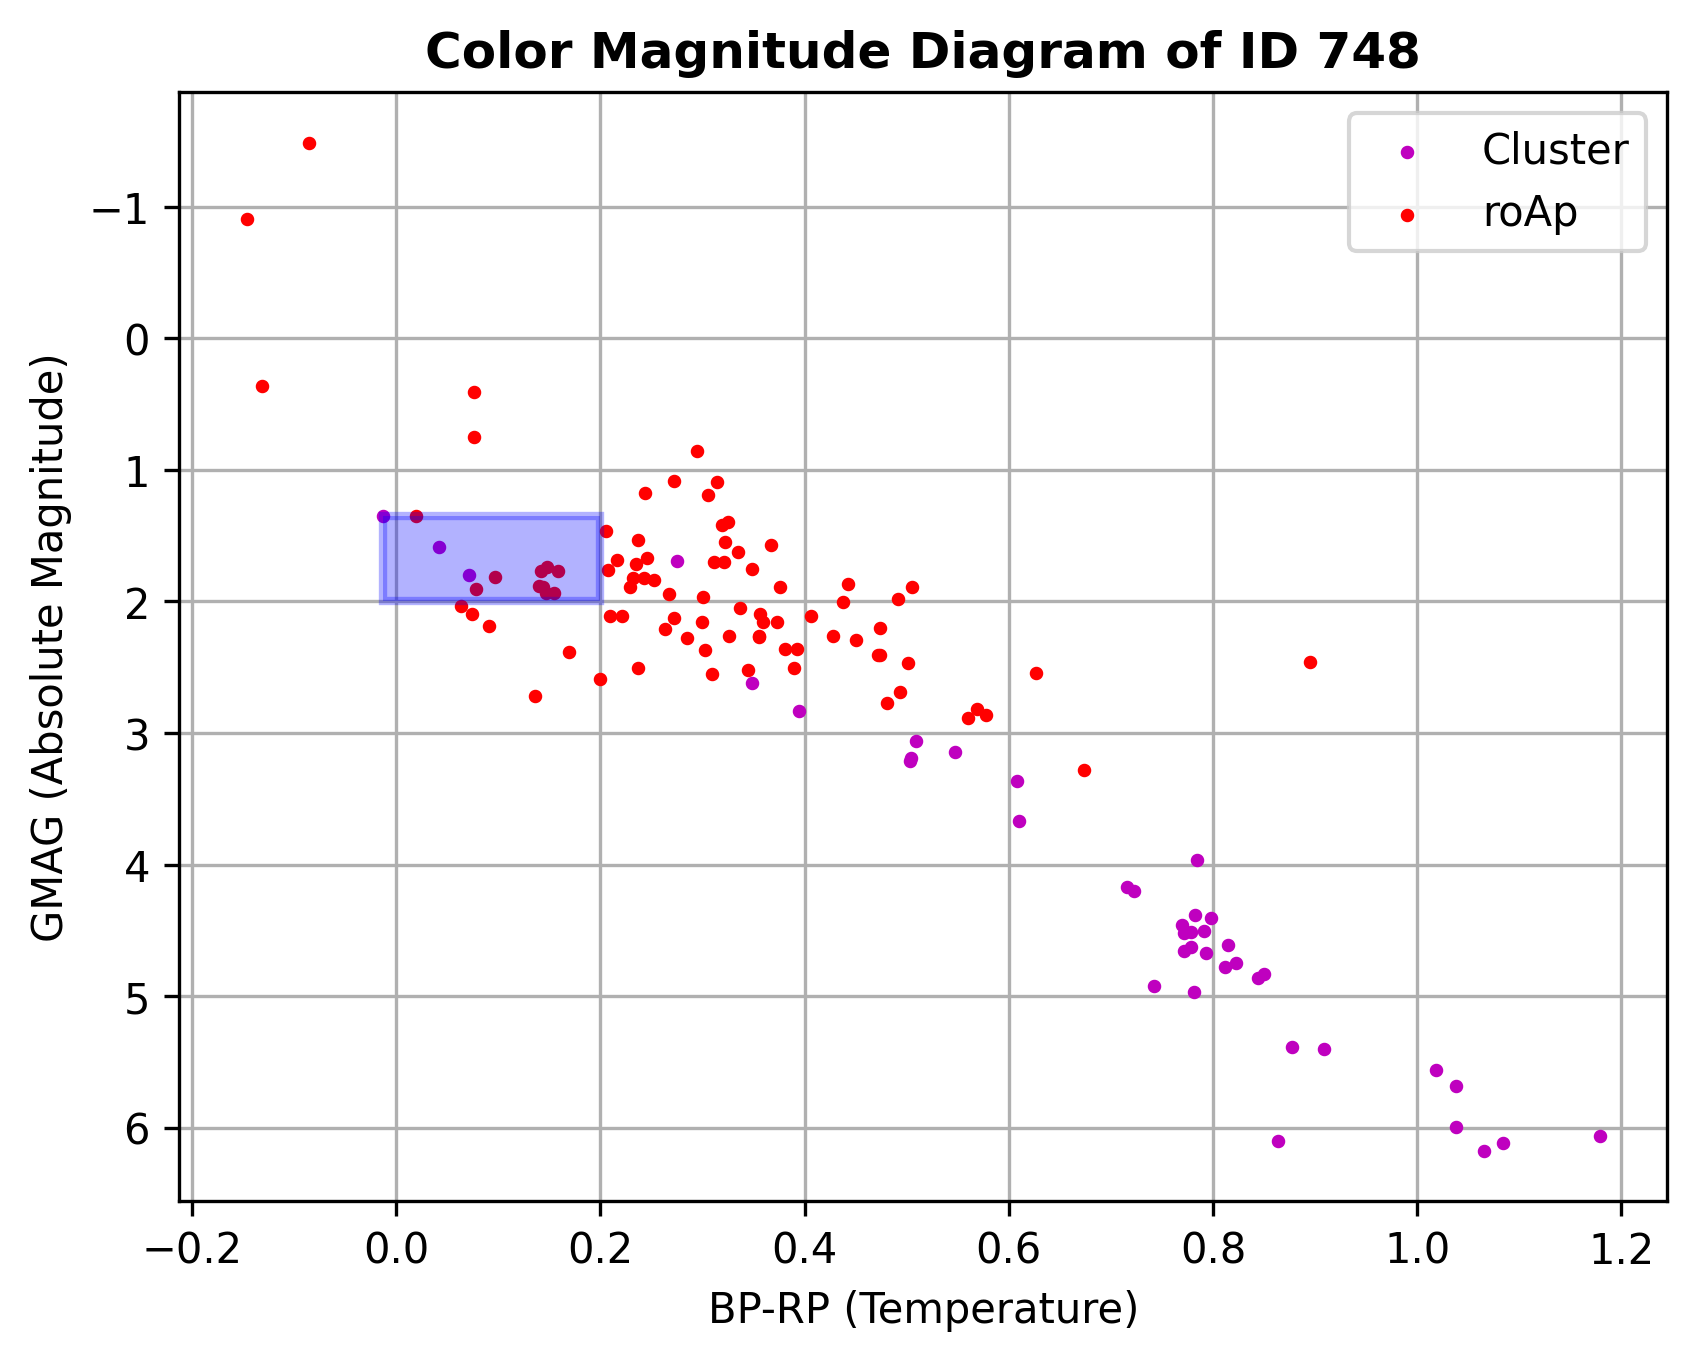 Color Magnitude Diagram of ID 748
Cluster
roAp
GMAG (Absolute Magnitude)
−1
0
1
2
3
4
5
6
−0.2 0.0 0.2 0.4 0.6 0.8 1.0 1.2
BP-RP (Temperature)